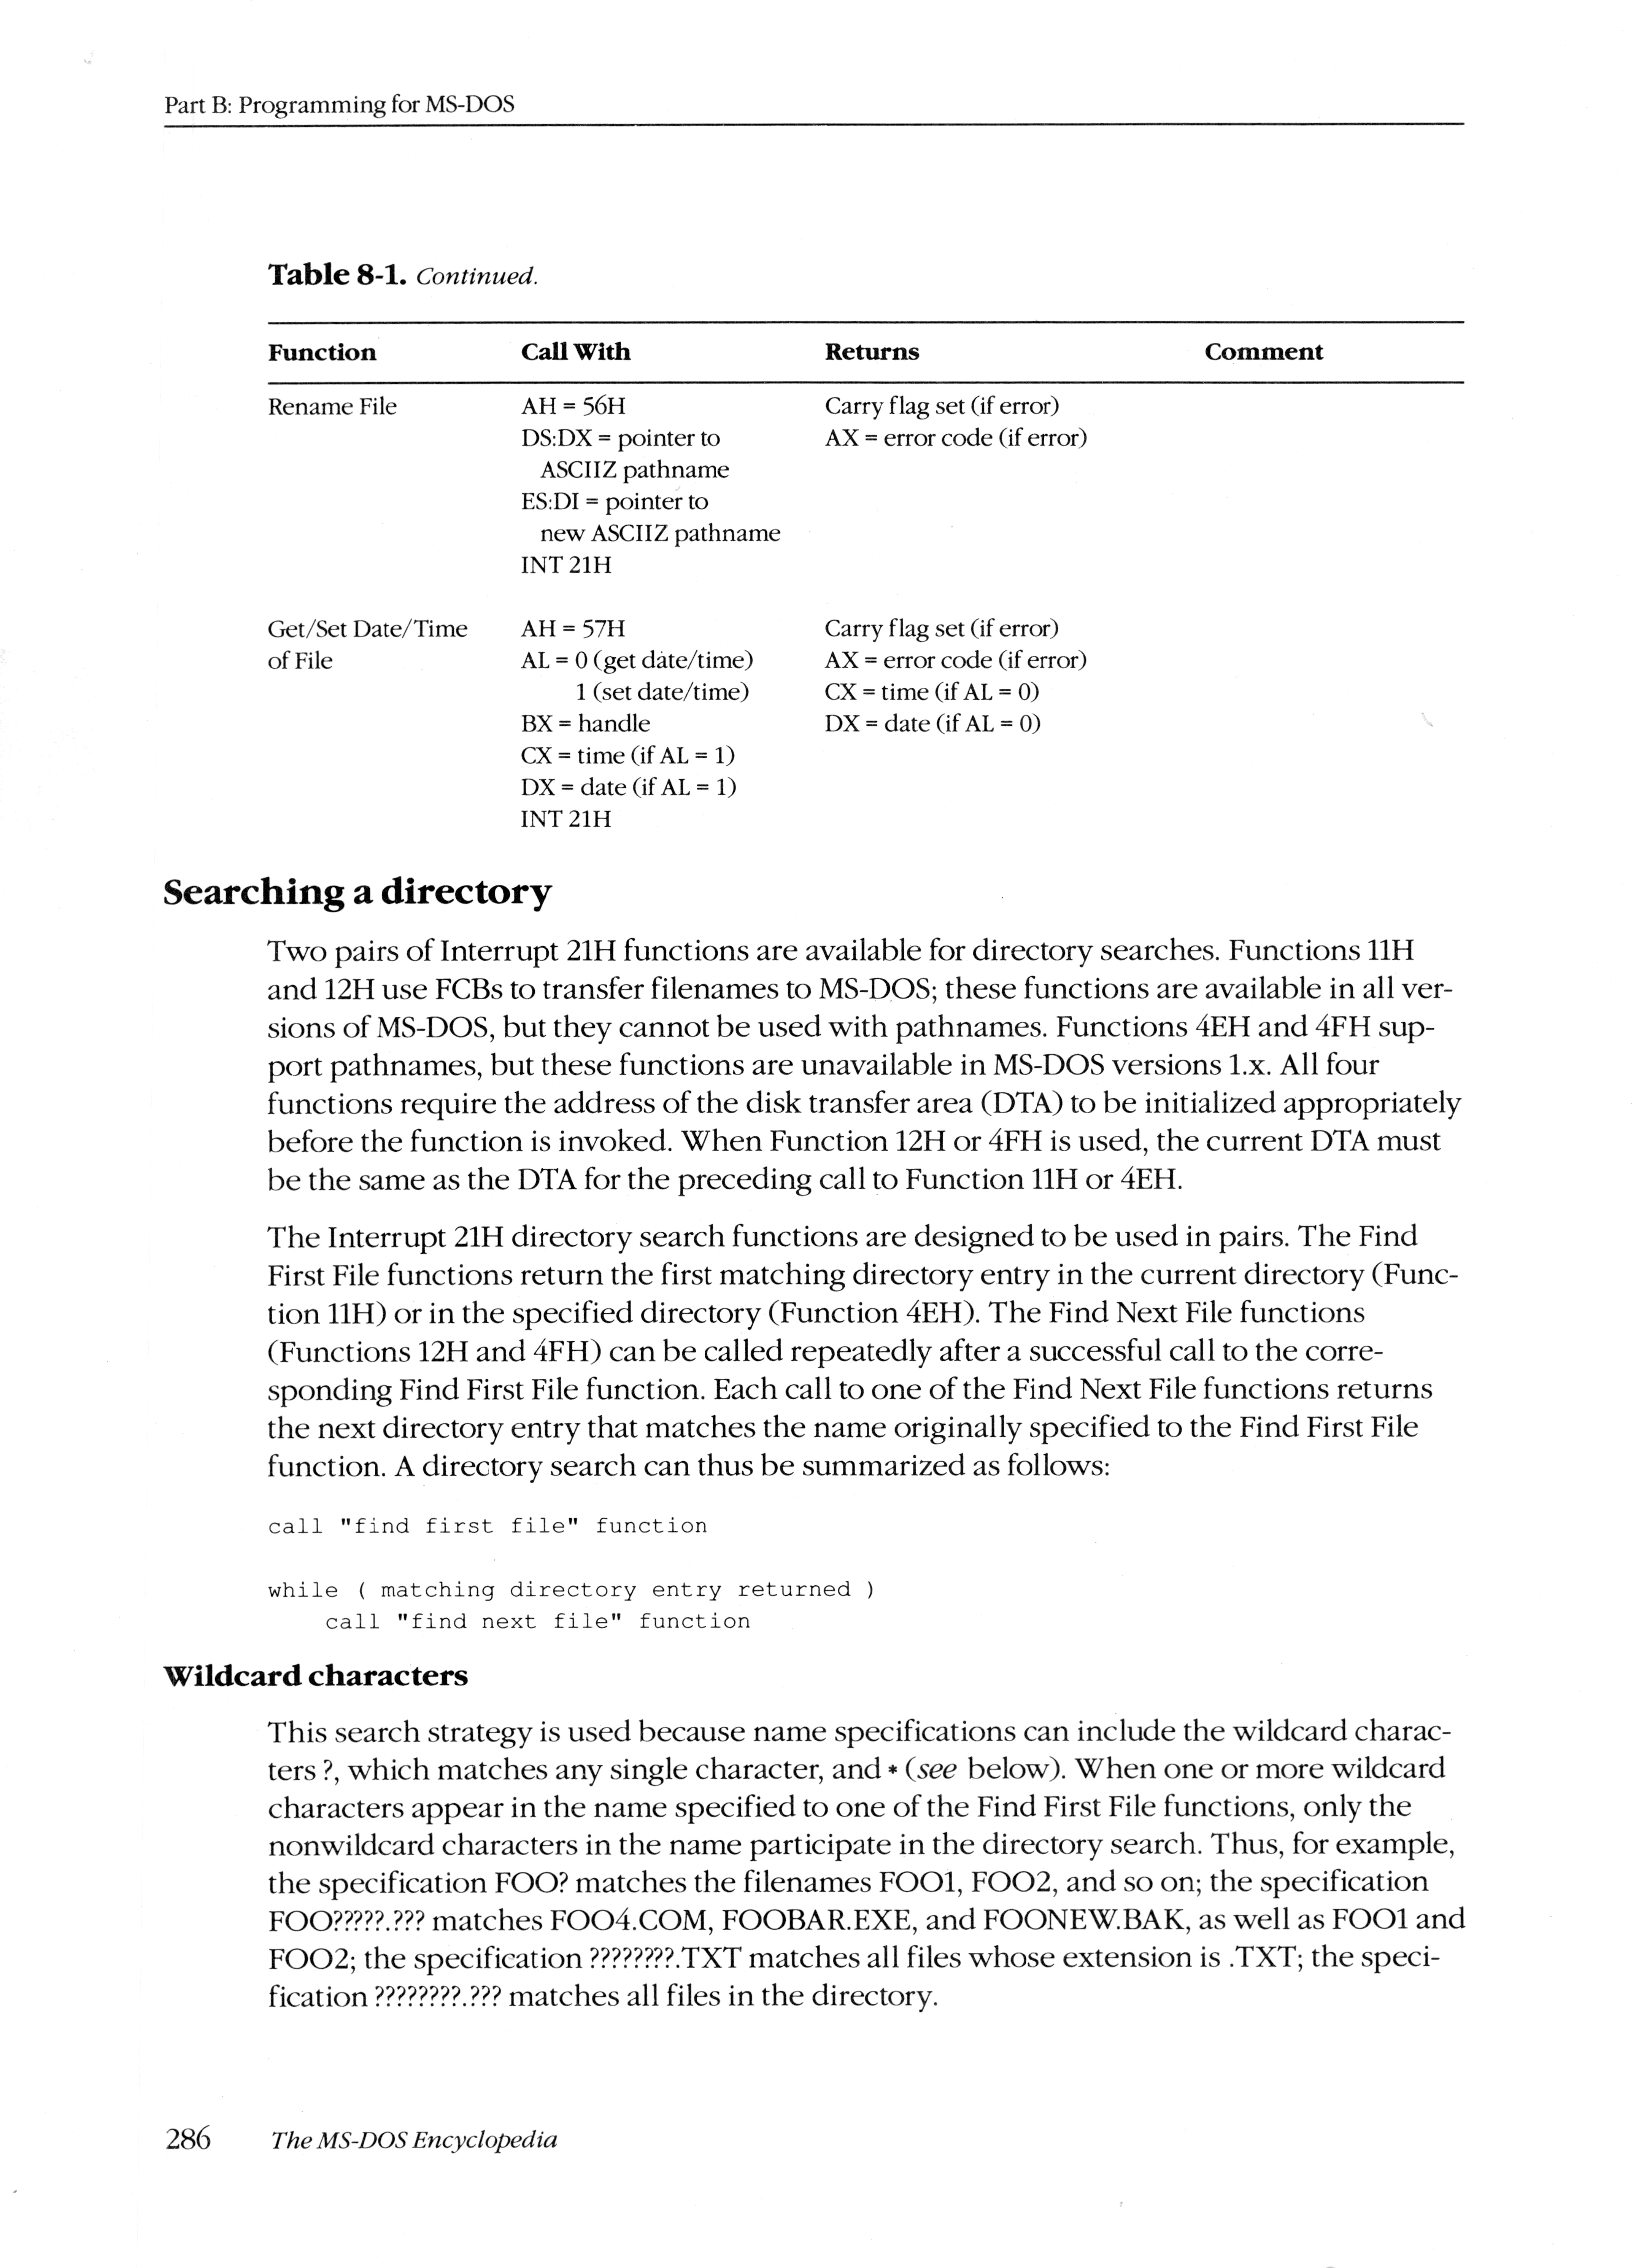 Part B: Programming for MS-DOS
Table 8-1. Continued.
Function Call With Returns Comment
Rename File AH = 56H Carry flag set (if error)
DS:DX = pointer to AX = error code (if error)
ASCIIZ pathname
ES:DI = pointer to
new ASCIIZ pathname
INT 21H
Get/Set Date/Time AH = 57H Carry flag set (if error)
of File AL = 0 (get date/time) AX = error code (if error)
1 (set date/time) CX = time (if AL = 0)
BX = handle DX = date (if AL = 0)
CX = time (if AL = 1)
DX = date (if AL = 1)
INT 21H
Searching a directory
Two pairs of Interrupt 21H functions are available for directory searches. Functions 11H
and 12H use FCBs to transfer filenames to MS-DOS; these functions are available in all ver-
sions of MS-DOS, but they cannot be used with pathnames. Functions 4EH and 4FH sup-
port pathnames, but these functions are unavailable in MS-DOS versions 1.x. All four
functions require the address of the disk transfer area (DTA) to be initialized appropriately
before the function is invoked. When Function 12H or 4FH is used, the current DTA must
be the same as the DTA for the preceding call to Function 11H or 4EH.
The Interrupt 21H directory search functions are designed to be used in pairs. The Find
First File functions return the first matching directory entry in the current directory (Func-
tion 11H) or in the specified directory (Function 4EH). The Find Next File functions
(Functions 12H and 4FH) can be called repeatedly after a successful call to the corre-
sponding Find First File function. Each call to one of the Find Next File functions returns
the next directory entry that matches the name originally specified to the Find First File
function. A directory search can thus be summarized as follows:
call "find first file" function
while ( matching directory entry returned )
call "find next file" function
Wildcard characters
This search strategy is used because name specifications can include the wildcard charac-
ters ?, which matches any single character, and * (see below). When one or more wildcard
characters appear in the name specified to one of the Find First File functions, only the
nonwildcard characters in the name participate in the directory search. Thus, for example,
the specification FOO? matches the filenames FOO1, FOO2, and so on; the specification
FOO?????.??? matches FOO4.COM, FOOBAR.EXE, and FOONEW.BAK, as well as FOO1 and
FOO2; the specification ????????.TXT matches all files whose extension is .TXT; the speci-
fication ????????.??? matches all files in the directory.
286 The MS-DOS Encyclopedia